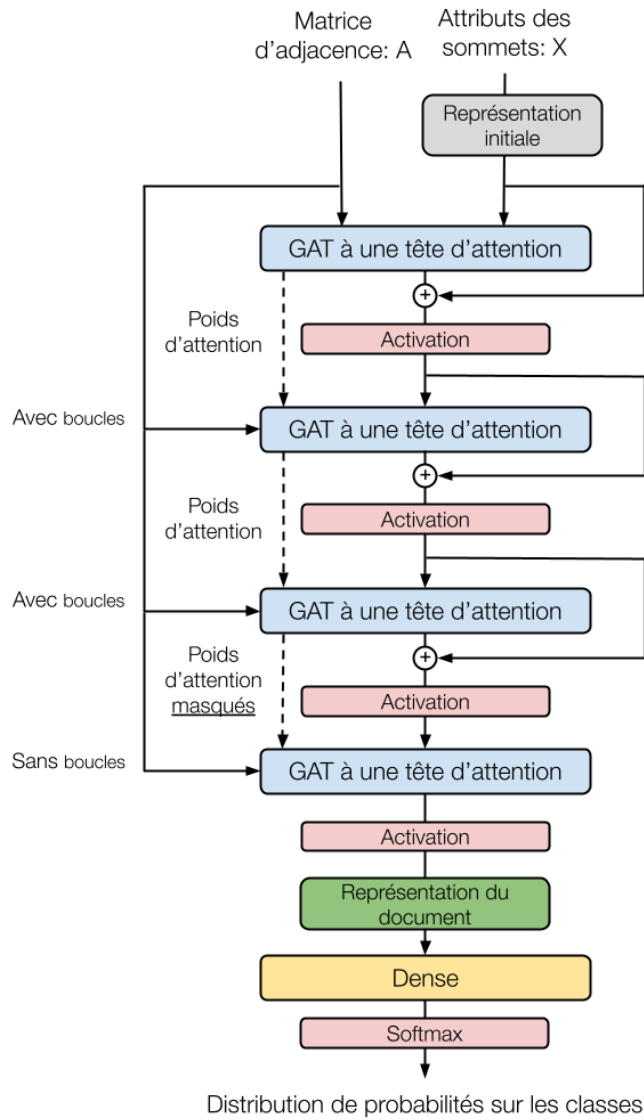 Matrice
d'adjacence: A
Attributs des
sommets: X
Représentation
initiale
GAT à une tête d'attention
Poids
d'attention
Activation
Avec boucles
GAT à une tête d'attention
Poids
d'attention
Activation
Avec boucles
GAT à une tête d'attention
Poids
d'attention
masqués
Activation
Sans boucles
GAT à une tête d'attention
Activation
Représentation du
document
Dense
Softmax
Distribution de probabilités sur les classes